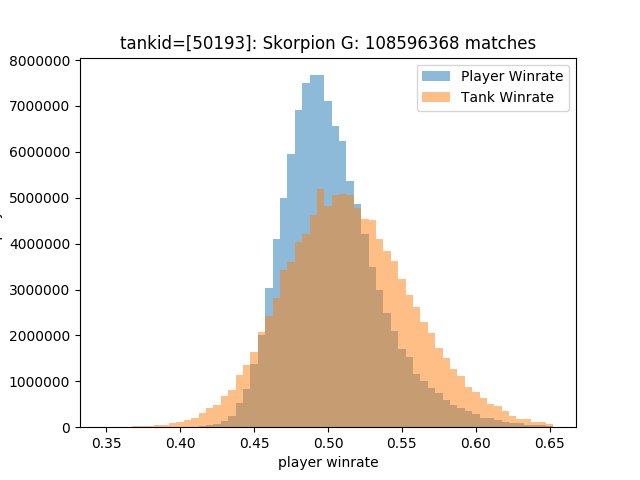 tankid=[50193]: Skorpion G: 108596368 matches
Player Winrate
Tank Winrate
8000000
7000000
6000000
5000000
4000000
3000000
2000000
1000000
0
0.35 0.40 0.45 0.50 0.55 0.60 0.65
player winrate